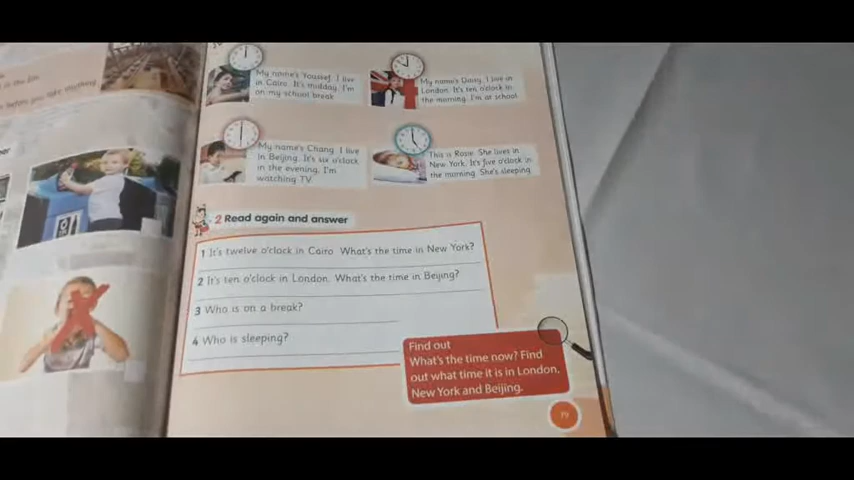 before you take anything
My name's Youssef. I live
in Cairo. It's midday. I'm
on my school break
My name's Daisy. I live in
London. It's ten o'clock in
the morning. I'm at school
My name's Chang. I live
in Beijing. It's six o'clock
in the evening. I'm
watching TV
This is Rosie. She lives in
New York. It's five o'clock in
the morning. She's sleeping
2 Read again and answer
1 It's twelve o'clock in Cairo. What's the time in New York?
2 It's ten o'clock in London. What's the time in Beijing?
3 Who is on a break?
4 Who is sleeping?
Find out
What's the time now? Find
out what time it is in London,
New York and Beijing.
79